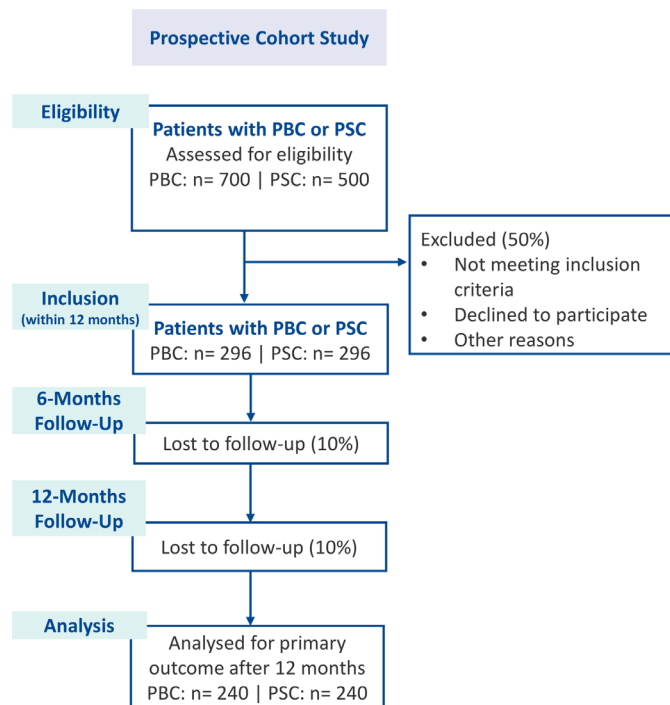 Prospective Cohort Study
Eligibility
Patients with PBC or PSC
Assessed for eligibility
PBC: n= 700 | PSC: n= 500
Excluded (50%)
• Not meeting inclusion
criteria
• Declined to participate
• Other reasons
Inclusion
(within 12 months)
Patients with PBC or PSC
PBC: n= 296 | PSC: n= 296
6-Months
Follow-Up
Lost to follow-up (10%)
12-Months
Follow-Up
Lost to follow-up (10%)
Analysis
Analysed for primary
outcome after 12 months
PBC: n= 240 | PSC: n= 240